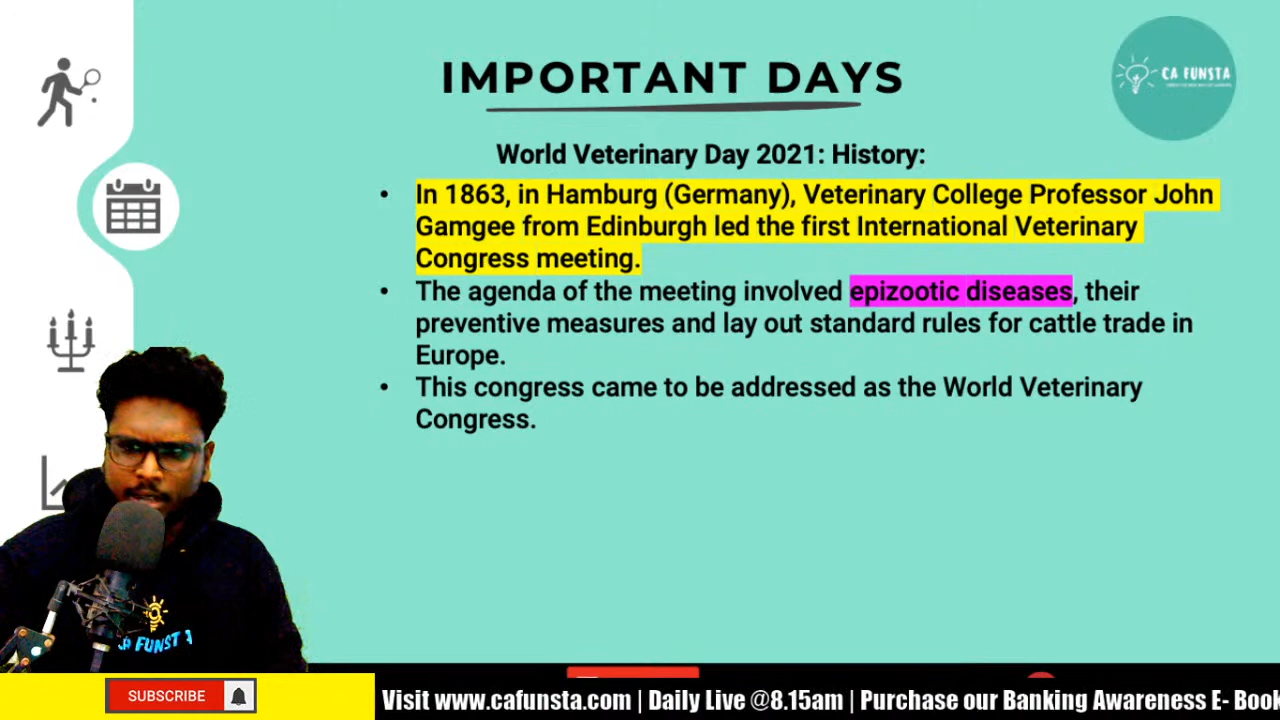 IMPORTANT DAYS
CA FUNSTA
World Veterinary Day 2021: History:
• In 1863, in Hamburg (Germany), Veterinary College Professor John
Gamgee from Edinburgh led the first International Veterinary
Congress meeting.
• The agenda of the meeting involved epizootic diseases, their
preventive measures and lay out standard rules for cattle trade in
Europe.
• This congress came to be addressed as the World Veterinary
Congress.
CA FUNSTA
SUBSCRIBE
Visit www.cafunsta.com | Daily Live @8.15am | Purchase our Banking Awareness E- Book